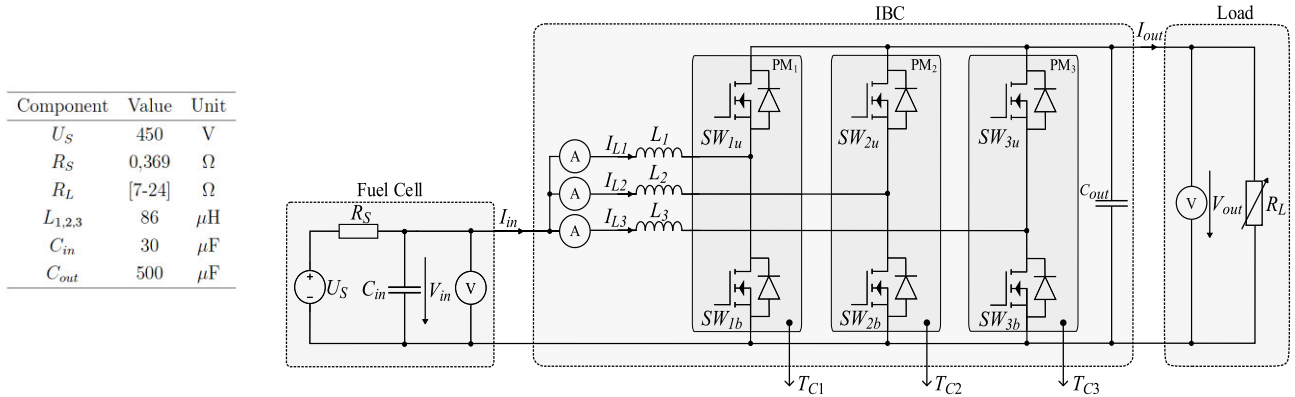 Component Value Unit
U_S 450 V
R_S 0,369 Ω
R_L [7-24] Ω
L_1,2,3 86 μH
C_in 30 μF
C_out 500 μF
Fuel Cell
R_S
U_S
C_in
V_in
V
I_in
IBC
A
I_L1
L_1
A
I_L2
L_2
A
I_L3
L_3
PM_1
SW_1u
SW_1b
T_C1
PM_2
SW_2u
SW_2b
T_C2
PM_3
SW_3u
SW_3b
T_C3
C_out
I_out
Load
V
V_out
R_L